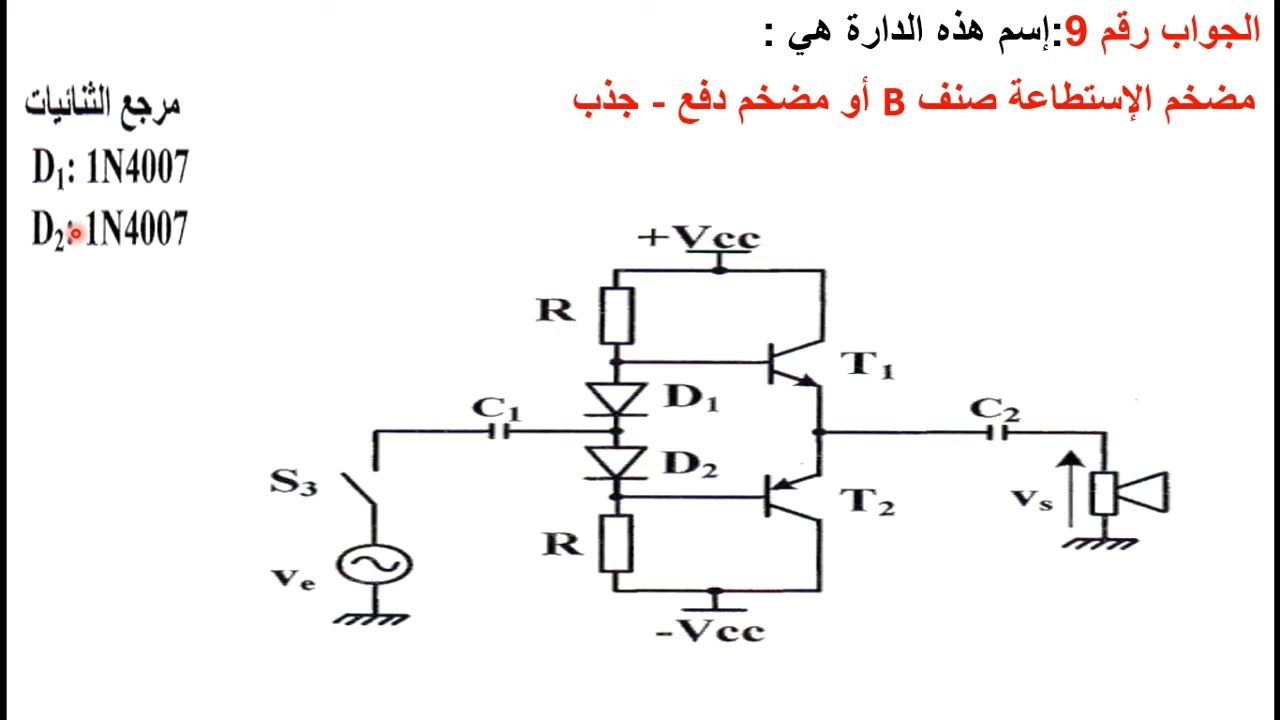 الجواب رقم 9:إسم هذه الدارة هي :
مضخم الإستطاعة صنف B أو مضخم دفع - جذب
مرجع الثنائيات
D1: 1N4007
D2: 1N4007
+Vcc
R
T1
D1
C1
C2
D2
S3
vs
T2
R
ve
-Vcc